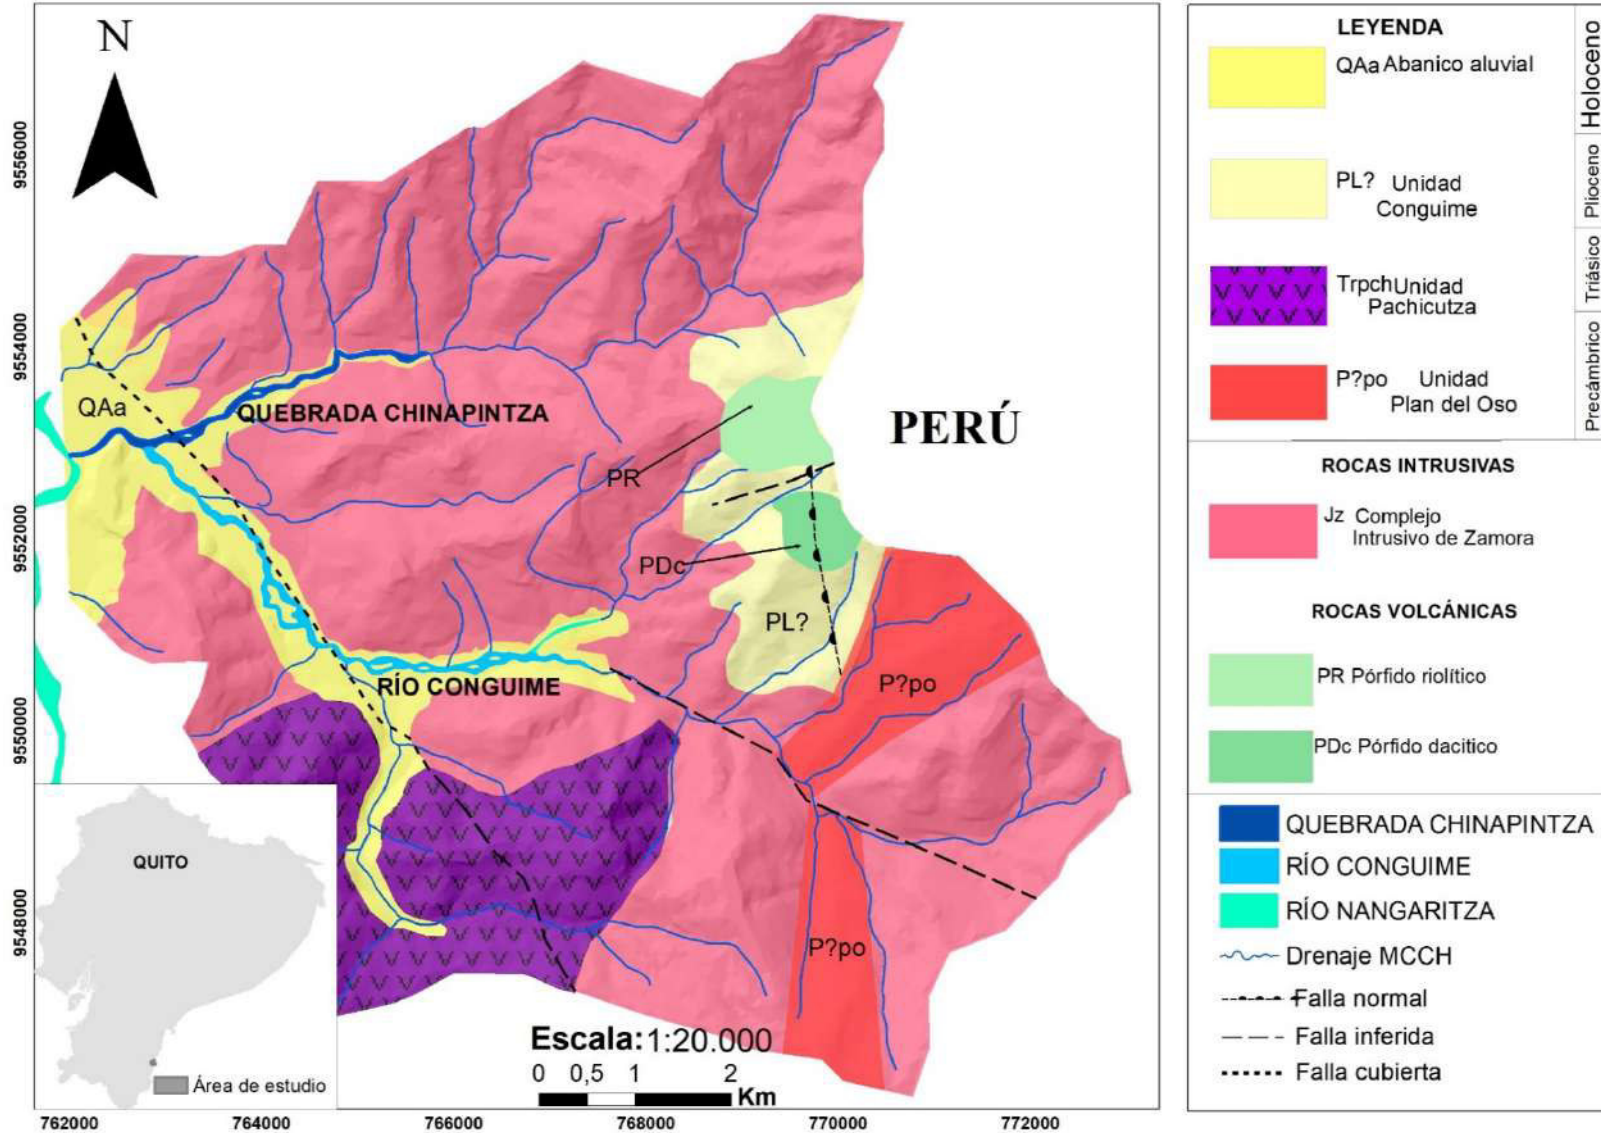 N
9556000
9554000
9552000
9550000
9548000
QAa
QUEBRADA CHINAPINTZA
PERÚ
PR
PDc
PL?
RÍO CONGUIME
P?po
P?po
QUITO
Área de estudio
Escala:1:20.000
0 0,5 1 2
Km
762000 764000 766000 768000 770000 772000
LEYENDA
QAa Abanico aluvial
Holoceno
PL? Unidad
Conguime
Plioceno
Trpch Unidad
Pachicutza
Triásico
P?po Unidad
Plan del Oso
Precámbrico
ROCAS INTRUSIVAS
Jz Complejo
Intrusivo de Zamora
ROCAS VOLCÁNICAS
PR Pórfido riolítico
PDc Pórfido dacitico
QUEBRADA CHINAPINTZA
RÍO CONGUIME
RÍO NANGARITZA
Drenaje MCCH
Falla normal
Falla inferida
Falla cubierta